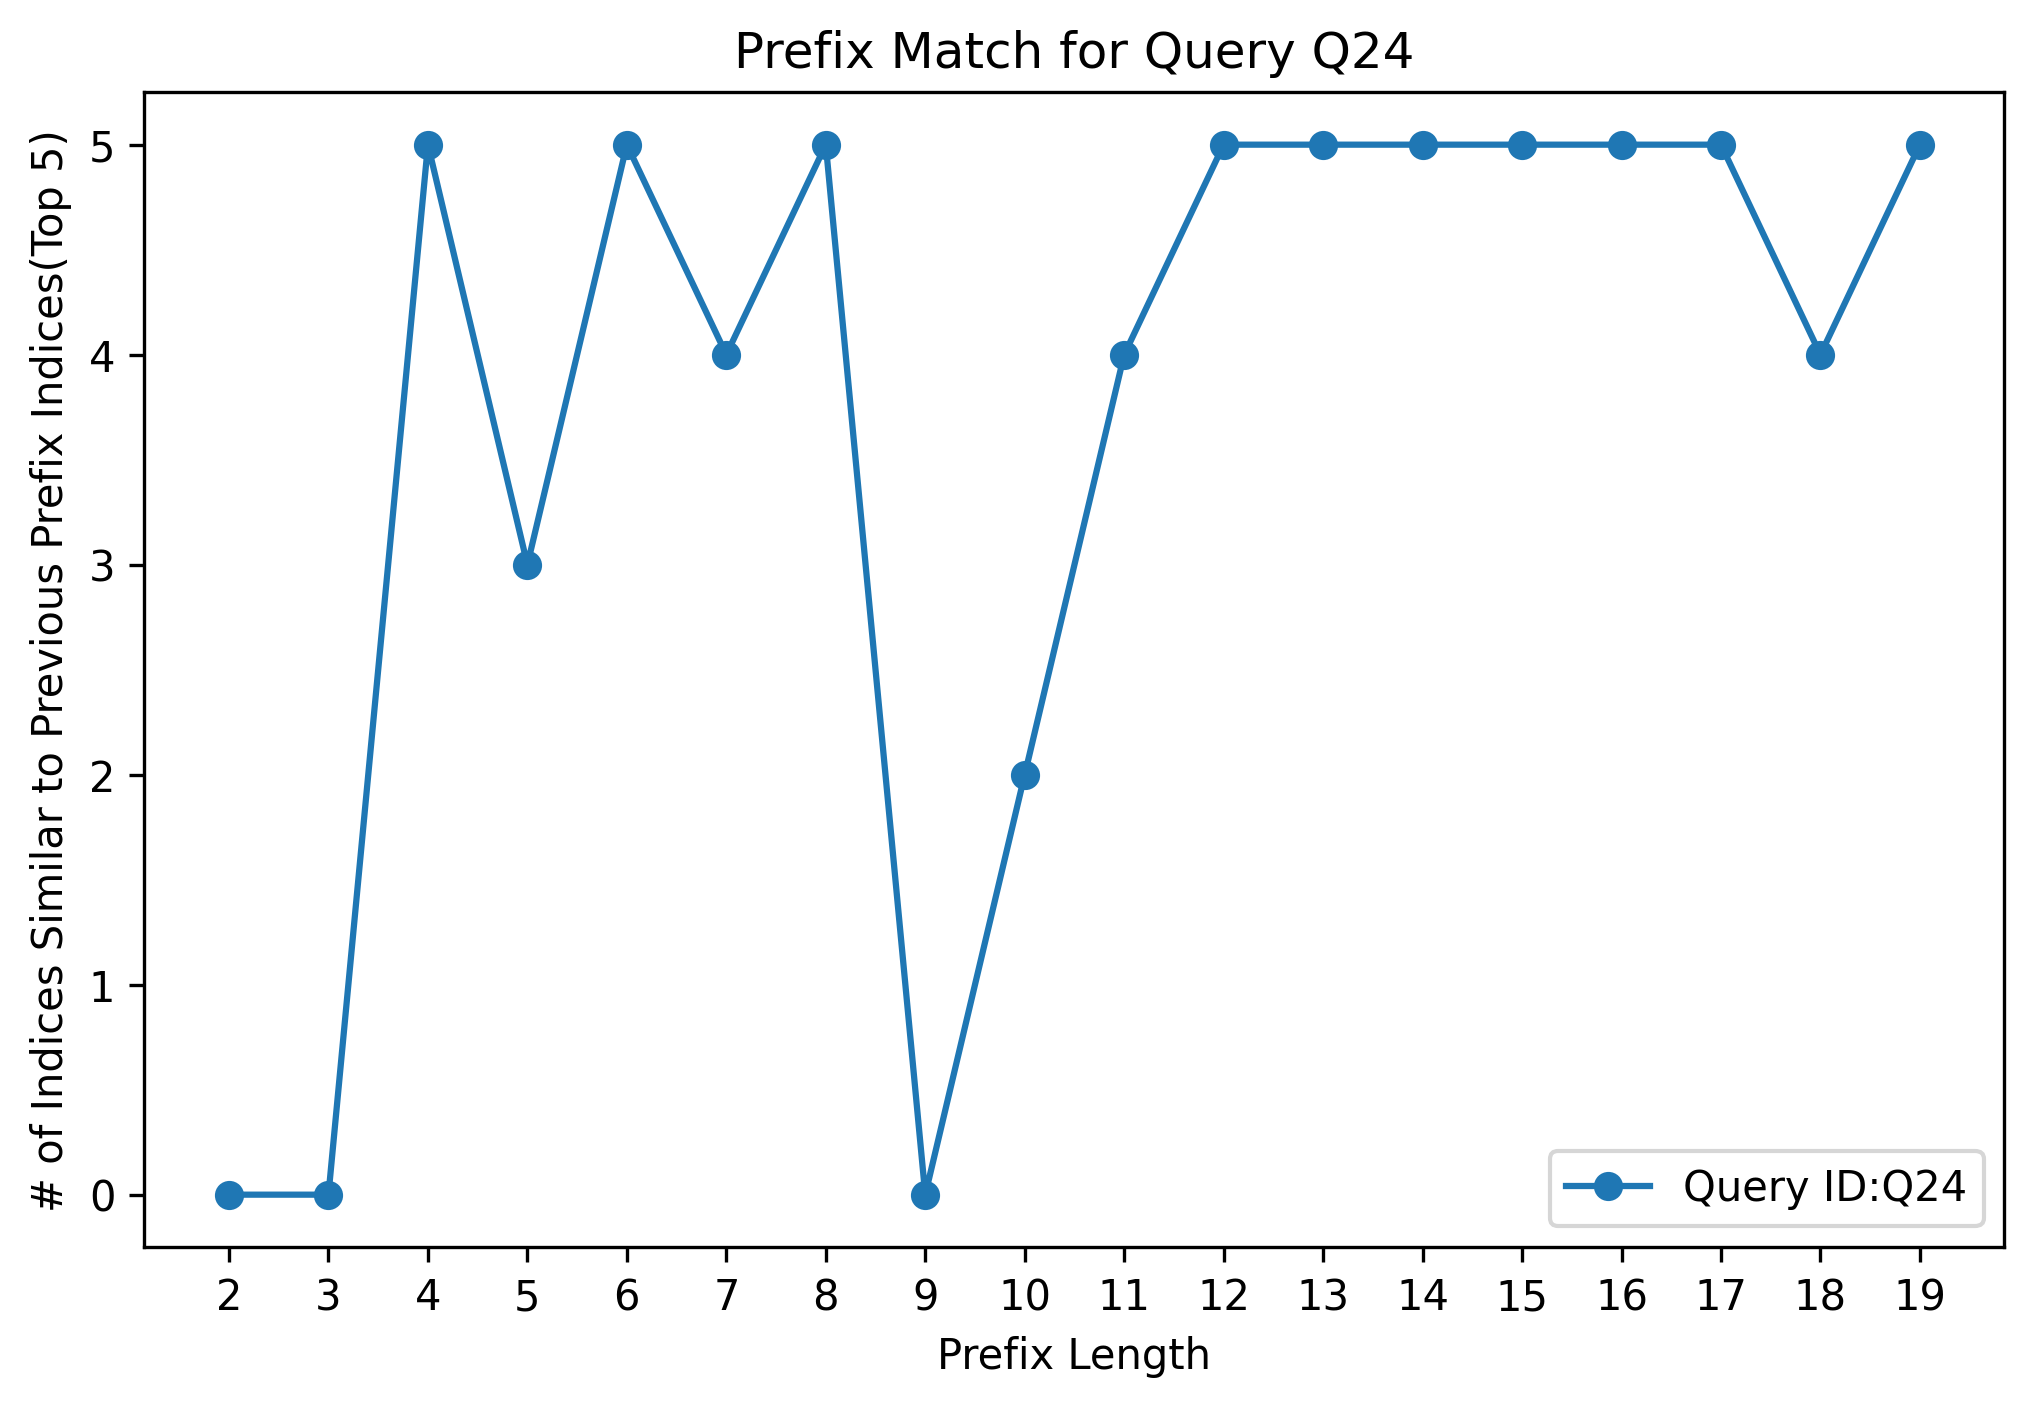 Prefix Match for Query Q24
# of Indices Similar to Previous Prefix Indices(Top 5)
5
4
3
2
1
0
Query ID:Q24
2 3 4 5 6 7 8 9 10 11 12 13 14 15 16 17 18 19
Prefix Length